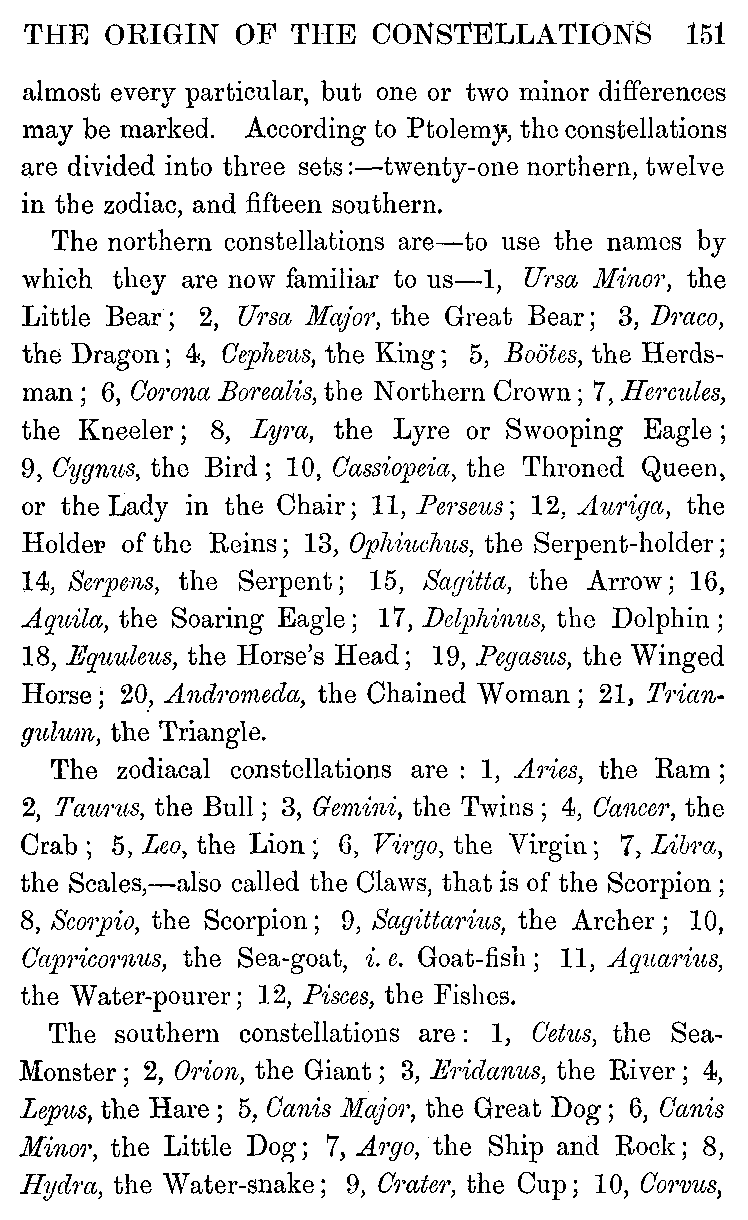 THE ORIGIN OF THE CONSTELLATIONS 151
almost every particular, but one or two minor differences
may be marked. According to Ptolemy, the constellations
are divided into three sets:—twenty-one northern, twelve
in the zodiac, and fifteen southern.
The northern constellations are—to use the names by
which they are now familiar to us—1, Ursa Minor, the
Little Bear; 2, Ursa Major, the Great Bear; 3, Draco,
the Dragon; 4, Cepheus, the King; 5, Boötes, the Herds-
man; 6, Corona Borealis, the Northern Crown; 7, Hercules,
the Kneeler; 8, Lyra, the Lyre or Swooping Eagle;
9, Cygnus, the Bird; 10, Cassiopeia, the Throned Queen,
or the Lady in the Chair; 11, Perseus; 12, Auriga, the
Holder of the Reins; 13, Ophiuchus, the Serpent-holder;
14, Serpens, the Serpent; 15, Sagitta, the Arrow; 16,
Aquila, the Soaring Eagle; 17, Delphinus, the Dolphin;
18, Equuleus, the Horse's Head; 19, Pegasus, the Winged
Horse; 20, Andromeda, the Chained Woman; 21, Trian-
gulum, the Triangle.
The zodiacal constellations are: 1, Aries, the Ram;
2, Taurus, the Bull; 3, Gemini, the Twins; 4, Cancer, the
Crab; 5, Leo, the Lion; 6, Virgo, the Virgin; 7, Libra,
the Scales,—also called the Claws, that is of the Scorpion;
8, Scorpio, the Scorpion; 9, Sagittarius, the Archer; 10,
Capricornus, the Sea-goat, i. e. Goat-fish; 11, Aquarius,
the Water-pourer; 12, Pisces, the Fishes.
The southern constellations are: 1, Cetus, the Sea-
Monster; 2, Orion, the Giant; 3, Eridanus, the River; 4,
Lepus, the Hare; 5, Canis Major, the Great Dog; 6, Canis
Minor, the Little Dog; 7, Argo, the Ship and Rock; 8,
Hydra, the Water-snake; 9, Crater, the Cup; 10, Corvus,